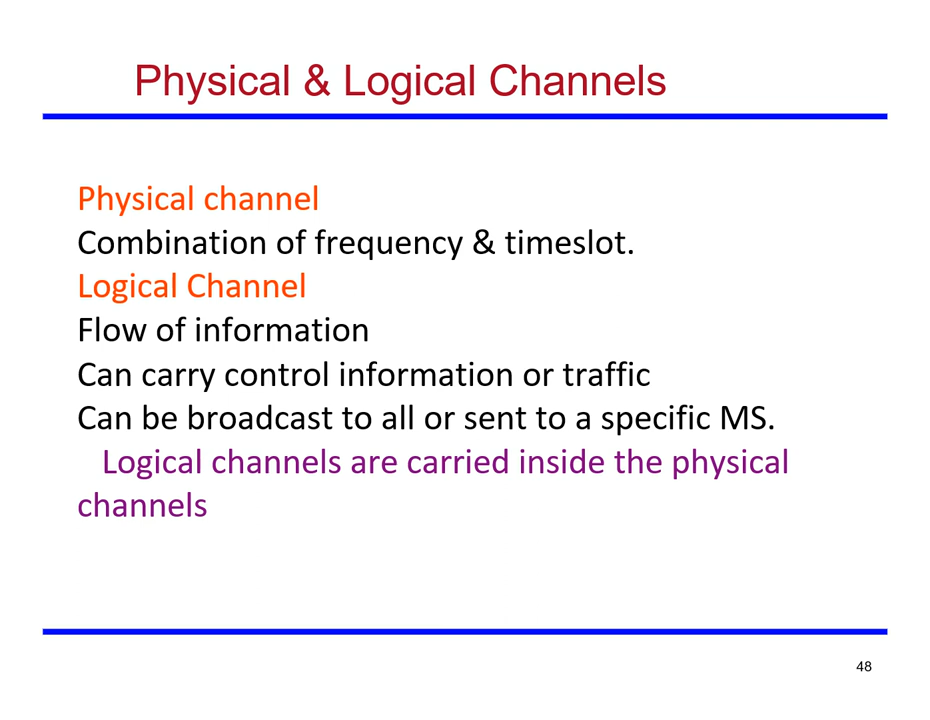 Physical & Logical Channels
Physical channel
Combination of frequency & timeslot.
Logical Channel
Flow of information
Can carry control information or traffic
Can be broadcast to all or sent to a specific MS.
Logical channels are carried inside the physical
channels
48